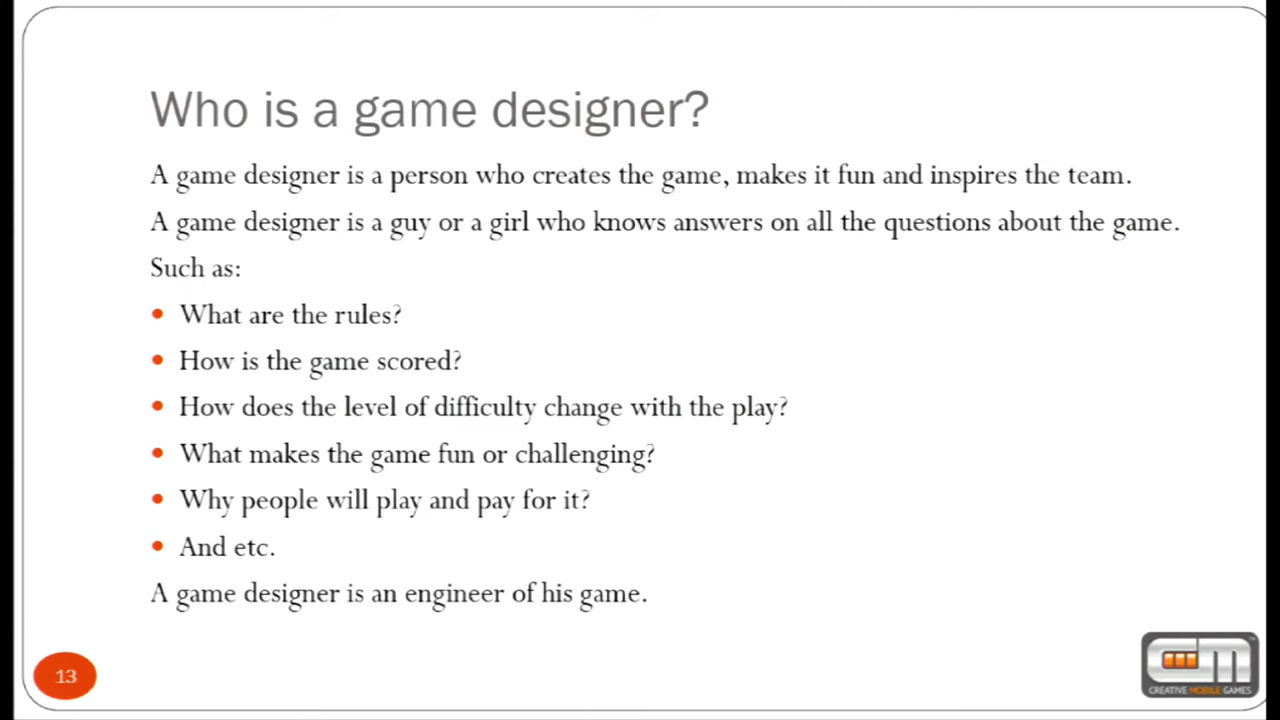 Who is a game designer?
A game designer is a person who creates the game, makes it fun and inspires the team.
A game designer is a guy or a girl who knows answers on all the questions about the game.
Such as:
• What are the rules?
• How is the game scored?
• How does the level of difficulty change with the play?
• What makes the game fun or challenging?
• Why people will play and pay for it?
• And etc.
A game designer is an engineer of his game.
13
CM
CREATIVE MOBILE GAMES